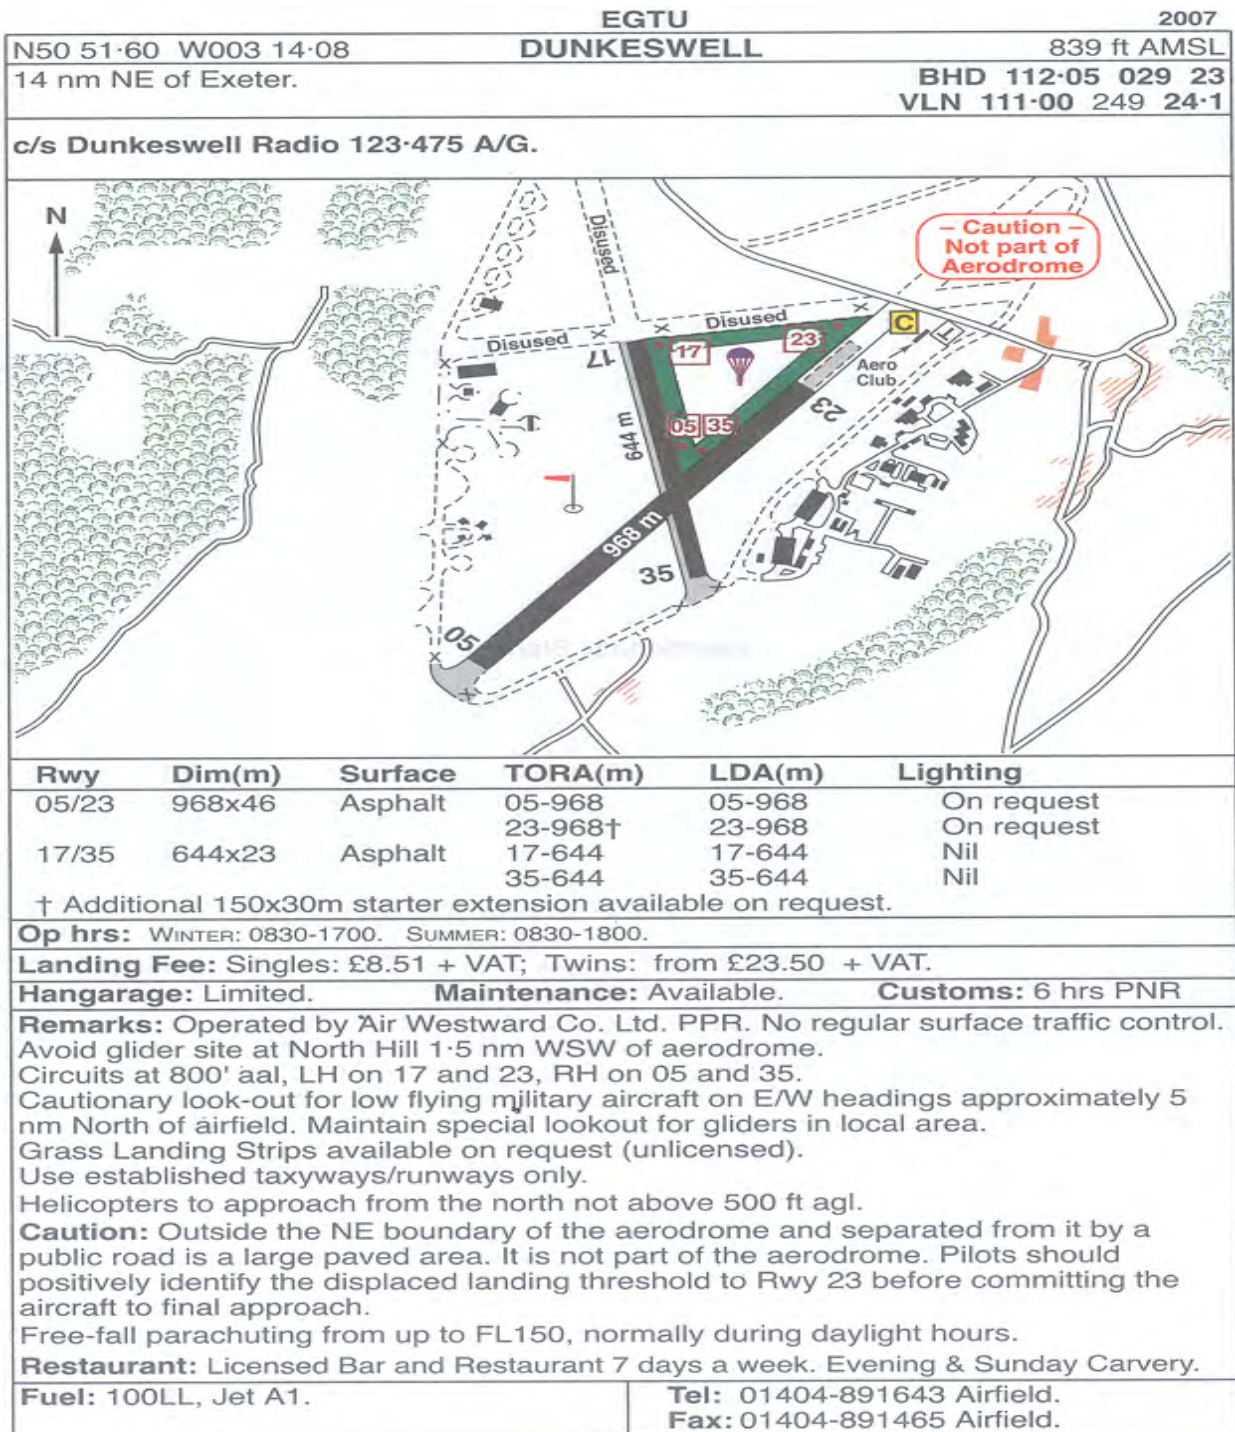 EGTU 2007
N50 51·60 W003 14·08 DUNKESWELL 839 ft AMSL
14 nm NE of Exeter. BHD 112·05 029 23
VLN 111·00 249 24·1
c/s Dunkeswell Radio 123·475 A/G.
N
Disused
– Caution –
Not part of
Aerodrome
Disused
Disused
C
T
17
17
23
Aero
Club
23
05 35
644 m
968 m
35
05
Rwy Dim(m) Surface TORA(m) LDA(m) Lighting
05/23 968x46 Asphalt 05-968 05-968 On request
23-968† 23-968 On request
17/35 644x23 Asphalt 17-644 17-644 Nil
35-644 35-644 Nil
† Additional 150x30m starter extension available on request.
Op hrs: WINTER: 0830-1700. SUMMER: 0830-1800.
Landing Fee: Singles: £8.51 + VAT; Twins: from £23.50 + VAT.
Hangarage: Limited. Maintenance: Available. Customs: 6 hrs PNR
Remarks: Operated by Air Westward Co. Ltd. PPR. No regular surface traffic control.
Avoid glider site at North Hill 1·5 nm WSW of aerodrome.
Circuits at 800' aal, LH on 17 and 23, RH on 05 and 35.
Cautionary look-out for low flying military aircraft on E/W headings approximately 5
nm North of airfield. Maintain special lookout for gliders in local area.
Grass Landing Strips available on request (unlicensed).
Use established taxyways/runways only.
Helicopters to approach from the north not above 500 ft agl.
Caution: Outside the NE boundary of the aerodrome and separated from it by a
public road is a large paved area. It is not part of the aerodrome. Pilots should
positively identify the displaced landing threshold to Rwy 23 before committing the
aircraft to final approach.
Free-fall parachuting from up to FL150, normally during daylight hours.
Restaurant: Licensed Bar and Restaurant 7 days a week. Evening & Sunday Carvery.
Fuel: 100LL, Jet A1. Tel: 01404-891643 Airfield.
Fax: 01404-891465 Airfield.